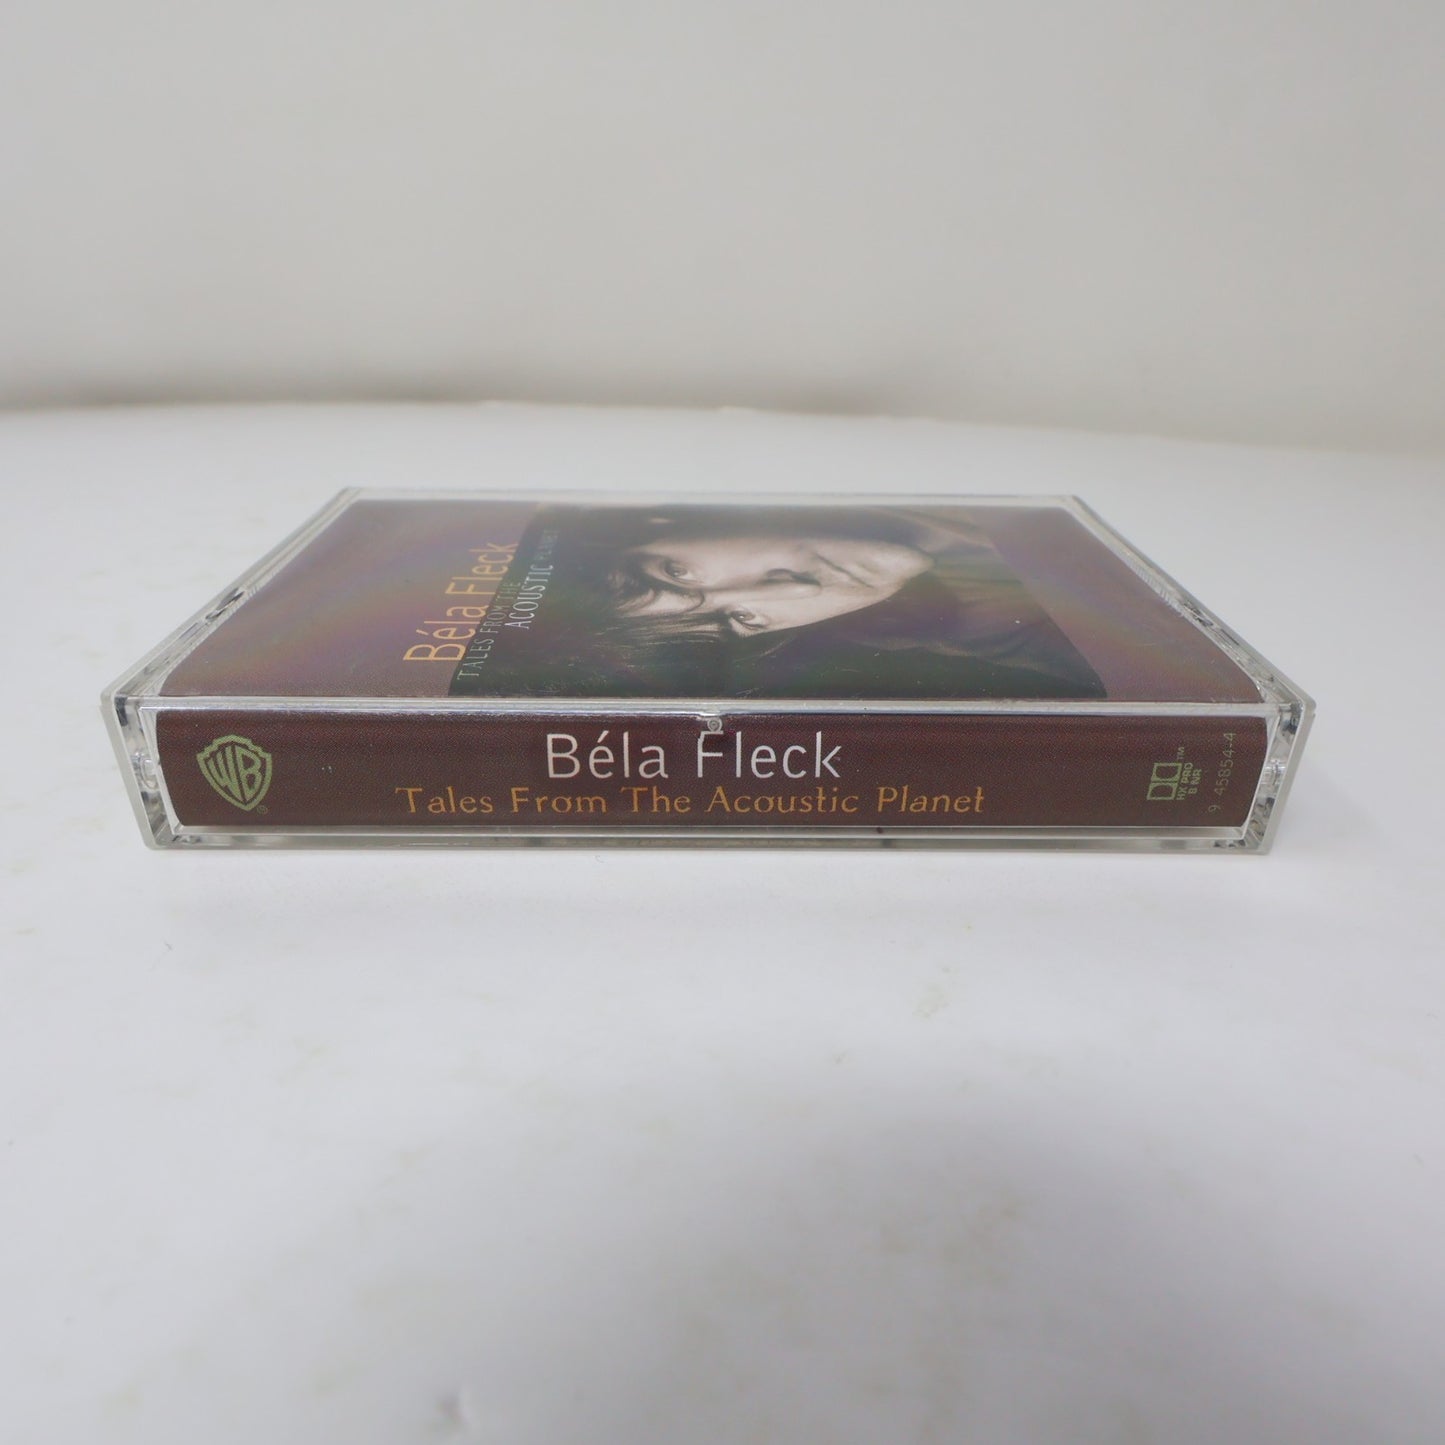 Béla Fleck
TALES FROM THE
ACOUSTIC PLANET
WB
®
Béla Fleck
Tales From The Acoustic Planet
™
HX PRO
B NR
9 45854-4